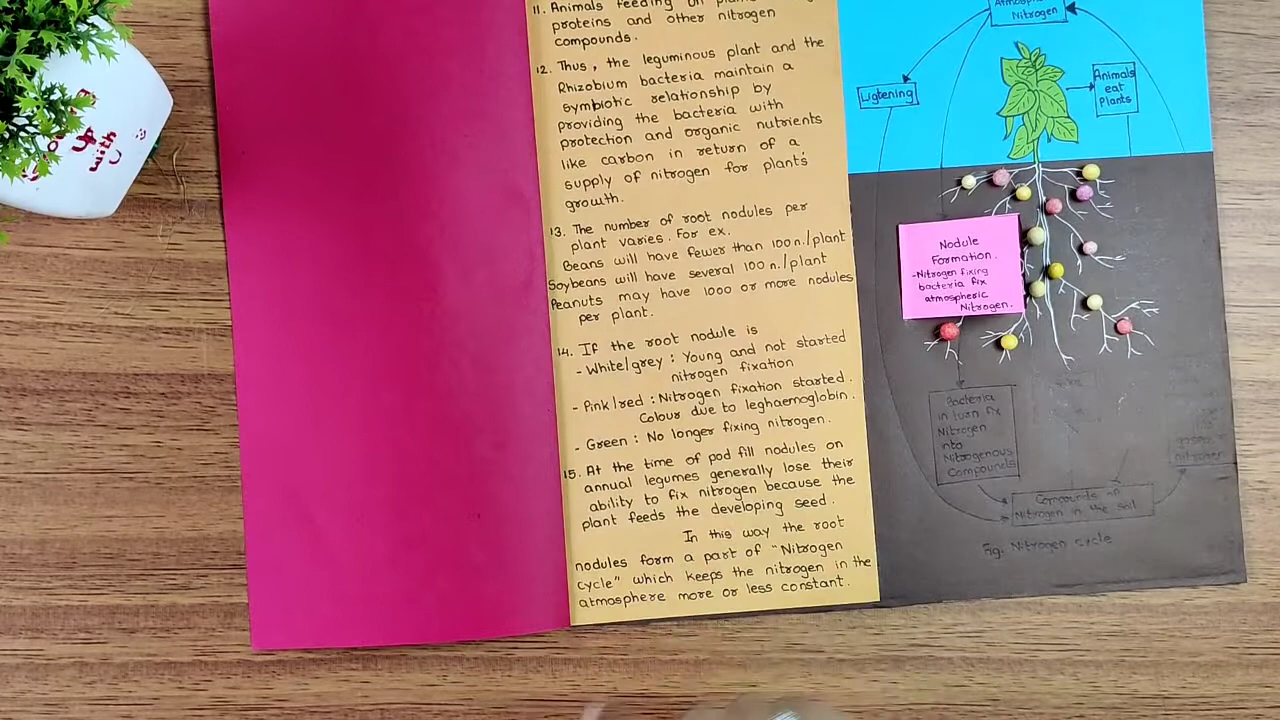 11. Animals feeding on
proteins and other nitrogen
compounds.
12. Thus, the leguminous plant and the
Rhizobium bacteria maintain a
symbiotic relationship by
providing the bacteria with
protection and organic nutrients
like carbon in return of a
supply of nitrogen for plant's
growth.
13. The number of root nodules per
plant varies. For ex.
Beans will have fewer than 100n./plant
Soybeans will have several 100 n./plant
Peanuts may have 1000 or more nodules
per plant.
14. If the root nodule is
- White/grey : Young and not started
nitrogen fixation
- Pink/red : Nitrogen fixation started.
Colour due to leghaemoglobin.
- Green : No longer fixing nitrogen.
15. At the time of pod fill nodules on
annual legumes generally lose their
ability to fix nitrogen because the
plant feeds the developing seed.
In this way the root
nodules form a part of "Nitrogen
Cycle" which keeps the nitrogen in the
atmosphere more or less constant.
Nitrogen
Ligtening
Animals
eat
plants
Nodule
Formation.
-Nitrogen fixing
bacteria fix
atmospheric
Nitrogen.
Bacteria
in turn fix
Nitrogen
nto
Nitrogenous
Compounds
Compounds
Nitrogen in the soil
Fig. Nitrogen cycle
with